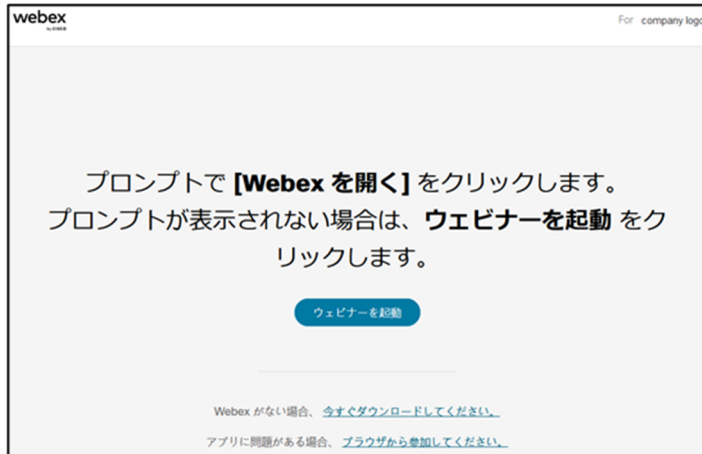 webex
For company logo
プロンプトで [Webex を開く] をクリックします。
プロンプトが表示されない場合は、ウェビナーを起動 をク
リックします。
ウェビナーを起動
Webex がない場合、 今すぐダウンロードしてください。
アプリに問題がある場合、 ブラウザから参加してください。